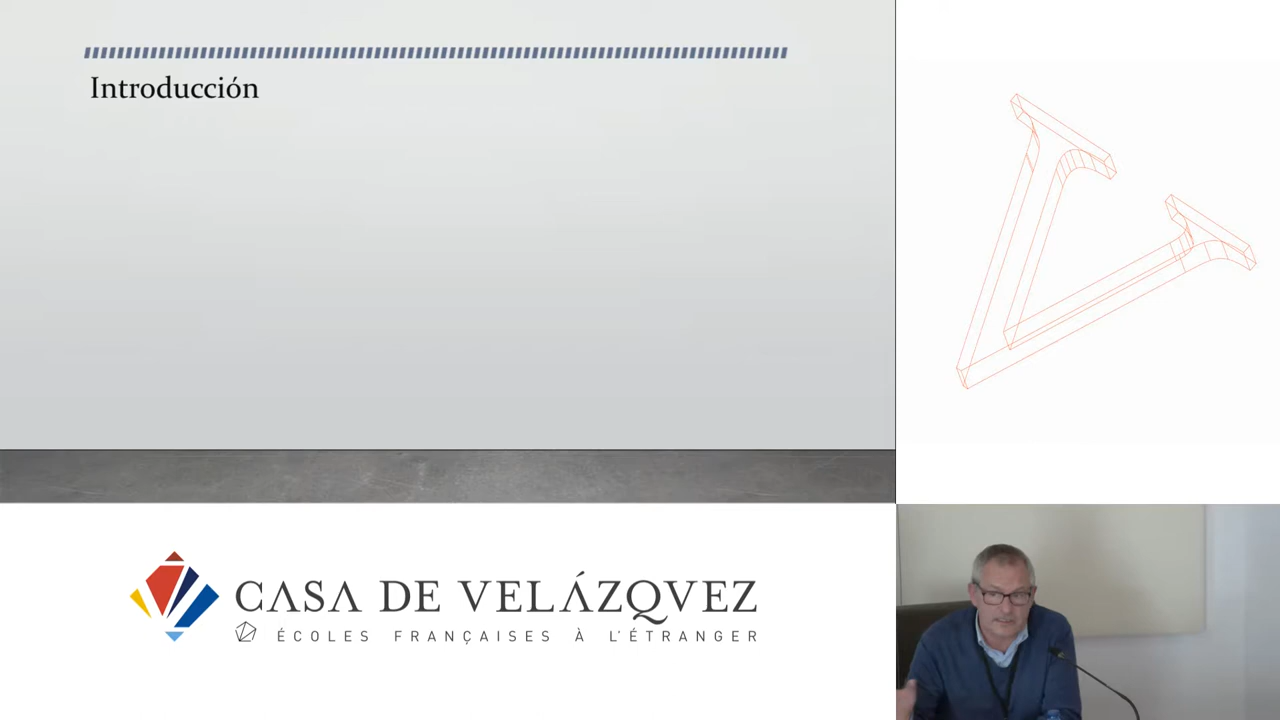 Introducción
CASA DE VELÁZQVEZ
ÉCOLES FRANÇAISES À L'ÉTRANGER